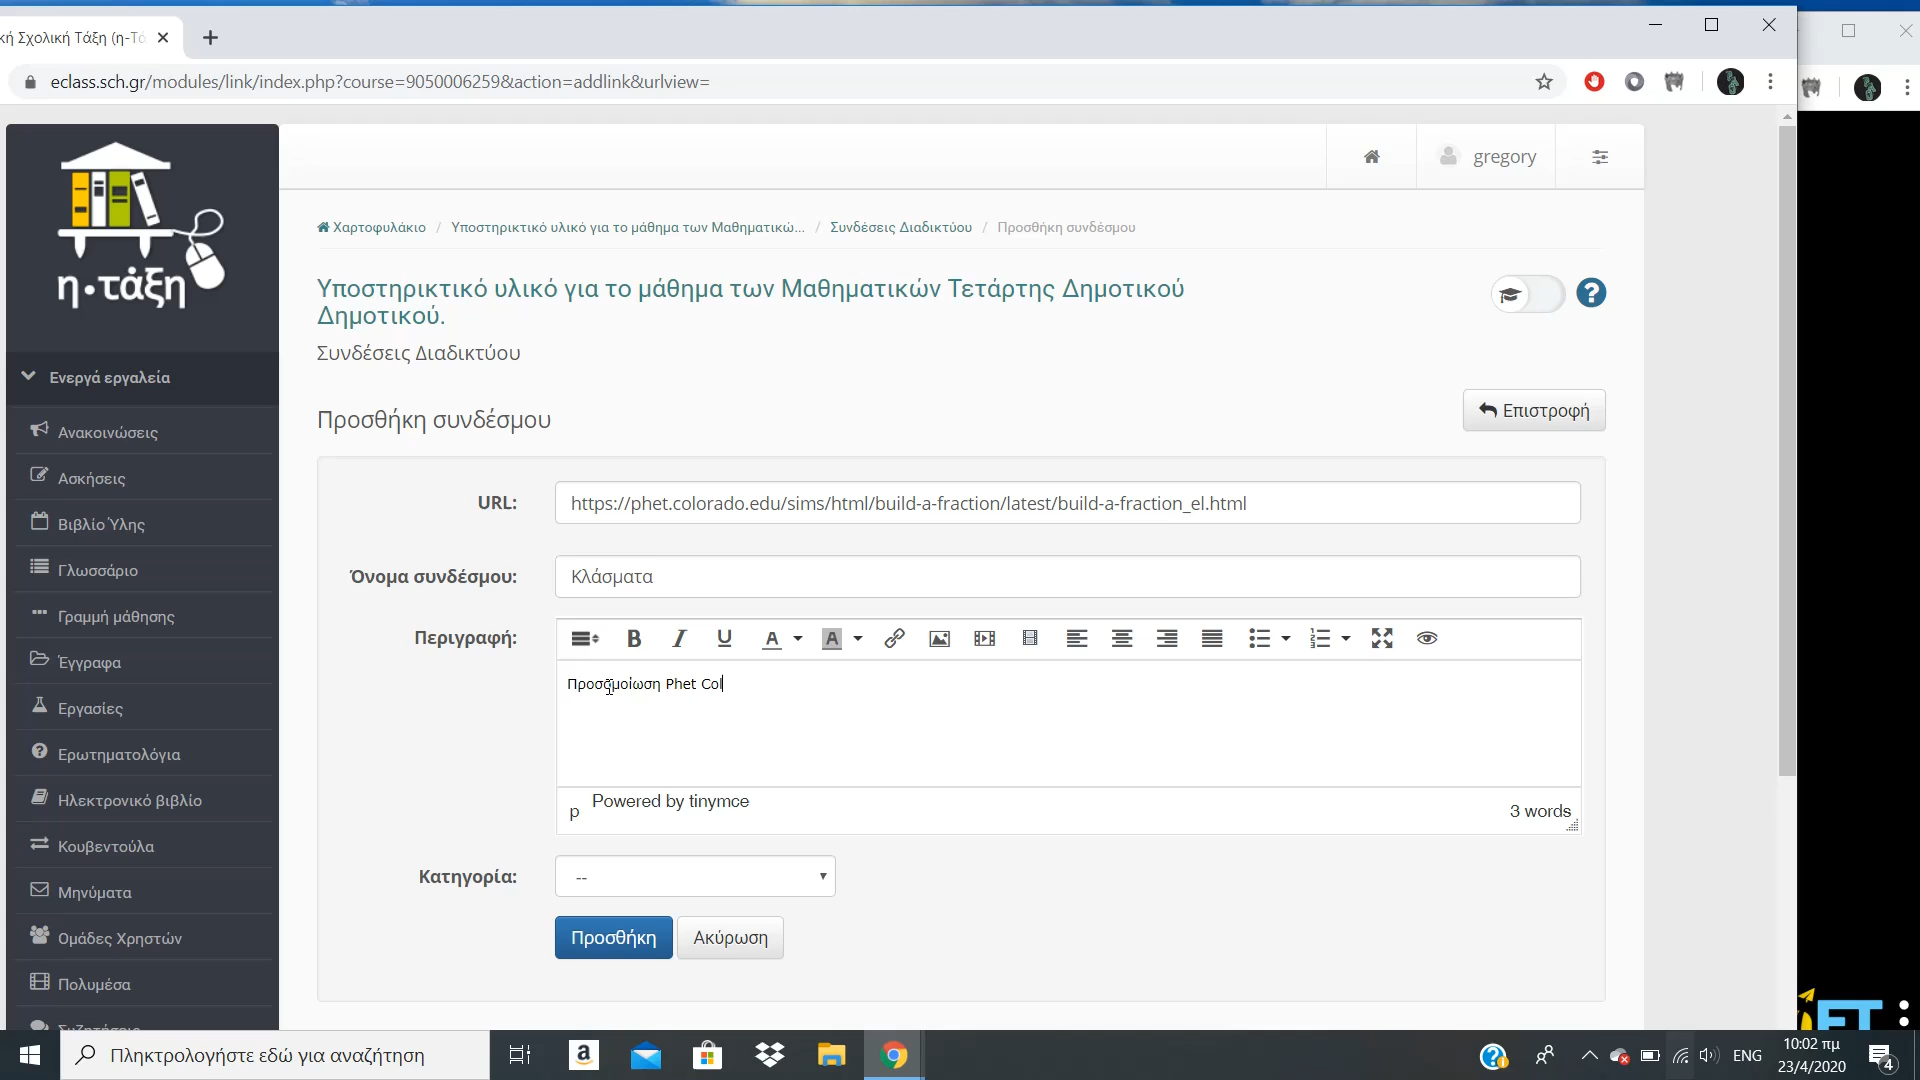 κή Σχολική Τάξη (η-Τά
eclass.sch.gr/modules/link/index.php?course=9050006259&action=addlink&urlview=
η·τάξη
gregory
Χαρτοφυλάκιο / Υποστηρικτικό υλικό για το μάθημα των Μαθηματικώ... / Συνδέσεις Διαδικτύου / Προσθήκη συνδέσμου
Υποστηρικτικό υλικό για το μάθημα των Μαθηματικών Τετάρτης Δημοτικού
Δημοτικού.
Συνδέσεις Διαδικτύου
Προσθήκη συνδέσμου
Επιστροφή
Ενεργά εργαλεία
Ανακοινώσεις
Ασκήσεις
Βιβλίο Ύλης
Γλωσσάριο
Γραμμή μάθησης
Έγγραφα
Εργασίες
Ερωτηματολόγια
Ηλεκτρονικό βιβλίο
Κουβεντούλα
Μηνύματα
Ομάδες Χρηστών
Πολυμέσα
Συζητήσεις
URL: https://phet.colorado.edu/sims/html/build-a-fraction/latest/build-a-fraction_el.html
Όνομα συνδέσμου: Κλάσματα
Περιγραφή:
Προσομοίωση Phet Col
p Powered by tinymce 3 words
Κατηγορία: --
Προσθήκη Ακύρωση
Πληκτρολογήστε εδώ για αναζήτηση
ENG
10:02 πμ
23/4/2020
4